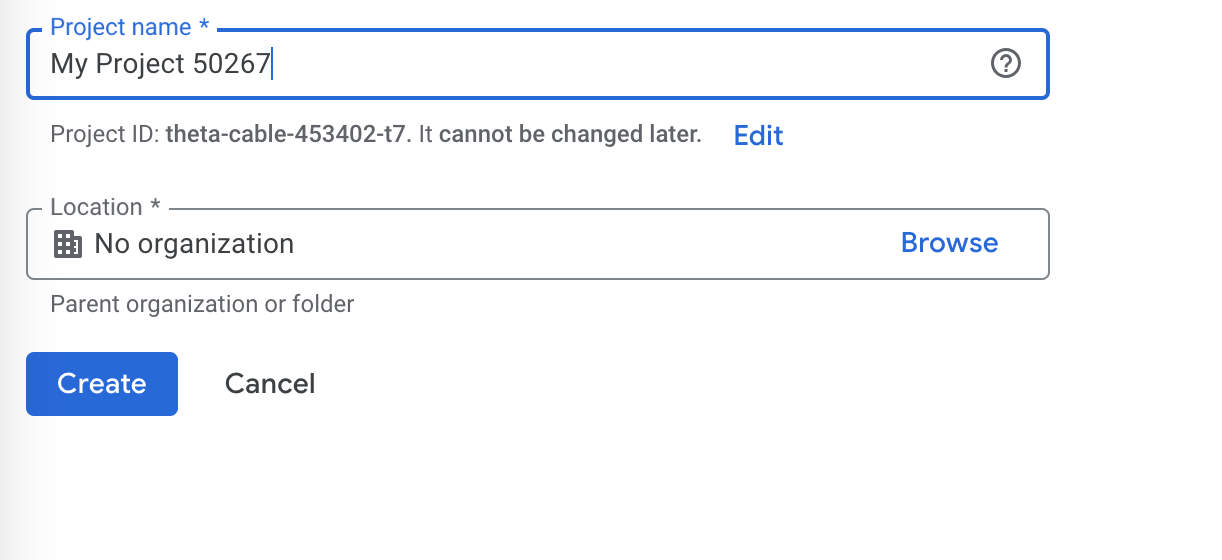 Project name *
My Project 50267
Project ID: theta-cable-453402-t7. It cannot be changed later. Edit
Location *
No organization Browse
Parent organization or folder
Create Cancel